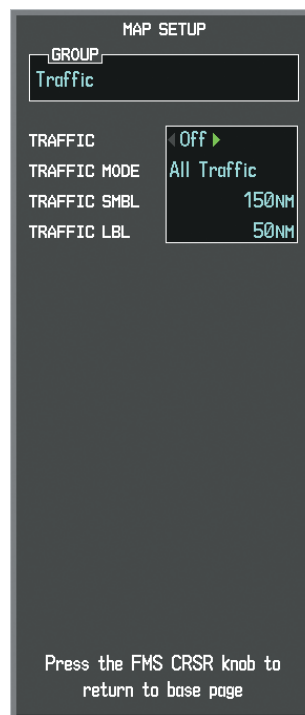 MAP SETUP
GROUP
Traffic
TRAFFIC Off
TRAFFIC MODE All Traffic
TRAFFIC SMBL 150NM
TRAFFIC LBL 50NM
Press the FMS CRSR knob to
return to base page